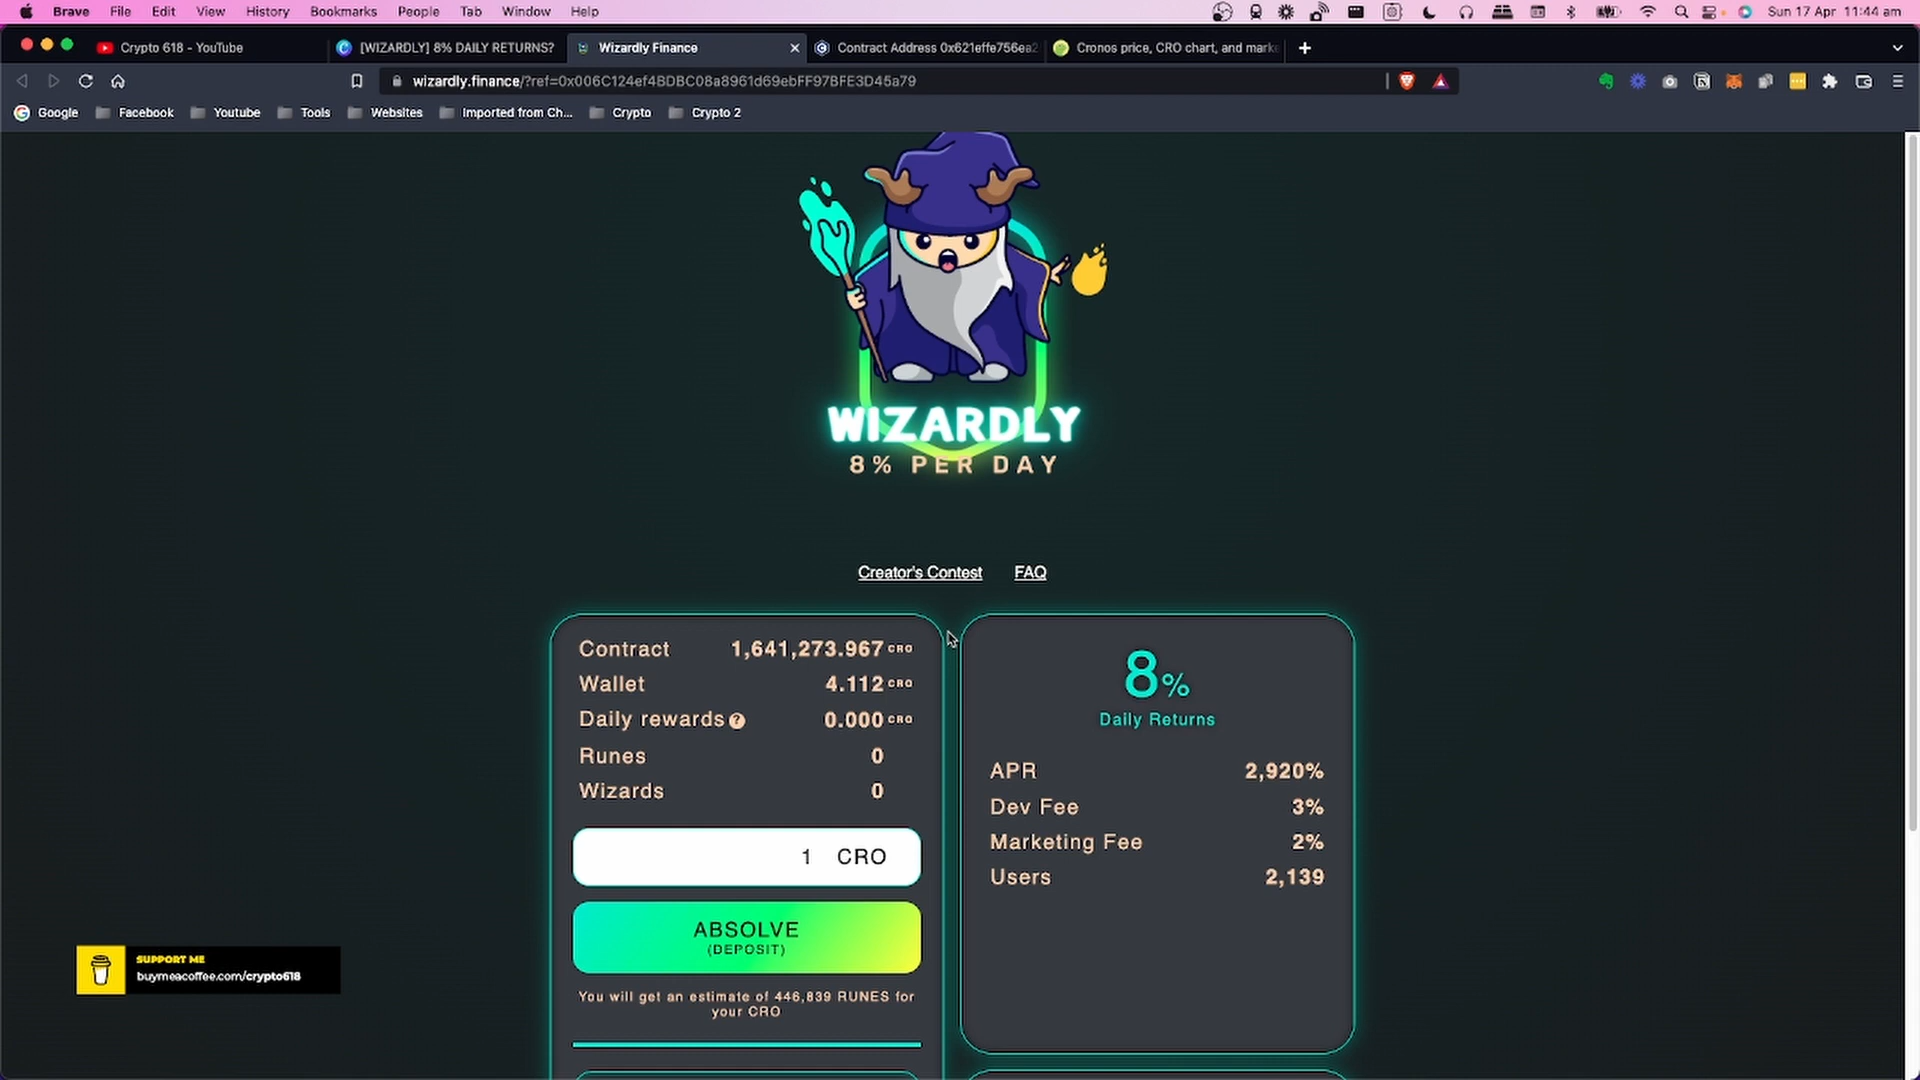 Brave File Edit View History Bookmarks People Tab Window Help Sun 17 Apr 11:44 am
Crypto 618 - YouTube [WIZARDLY] 8% DAILY RETURNS? Wizardly Finance Contract Address 0x621effe756ea2 Cronos price, CRO chart, and marke
wizardly.finance/?ref=0x006C124ef4BDBC08a8961d69ebFF97BFE3D45a79
Google Facebook Youtube Tools Websites Imported from Ch... Crypto Crypto 2
WIZARDLY
8% PER DAY
Creator's Contest FAQ
Contract 1,641,273.967 CRO
Wallet 4.112 CRO
Daily rewards ? 0.000 CRO
Runes 0
Wizards 0
1 CRO
ABSOLVE
(DEPOSIT)
You will get an estimate of 446,839 RUNES for
your CRO
8%
Daily Returns
APR 2,920%
Dev Fee 3%
Marketing Fee 2%
Users 2,139
SUPPORT ME
buymeacoffee.com/crypto618